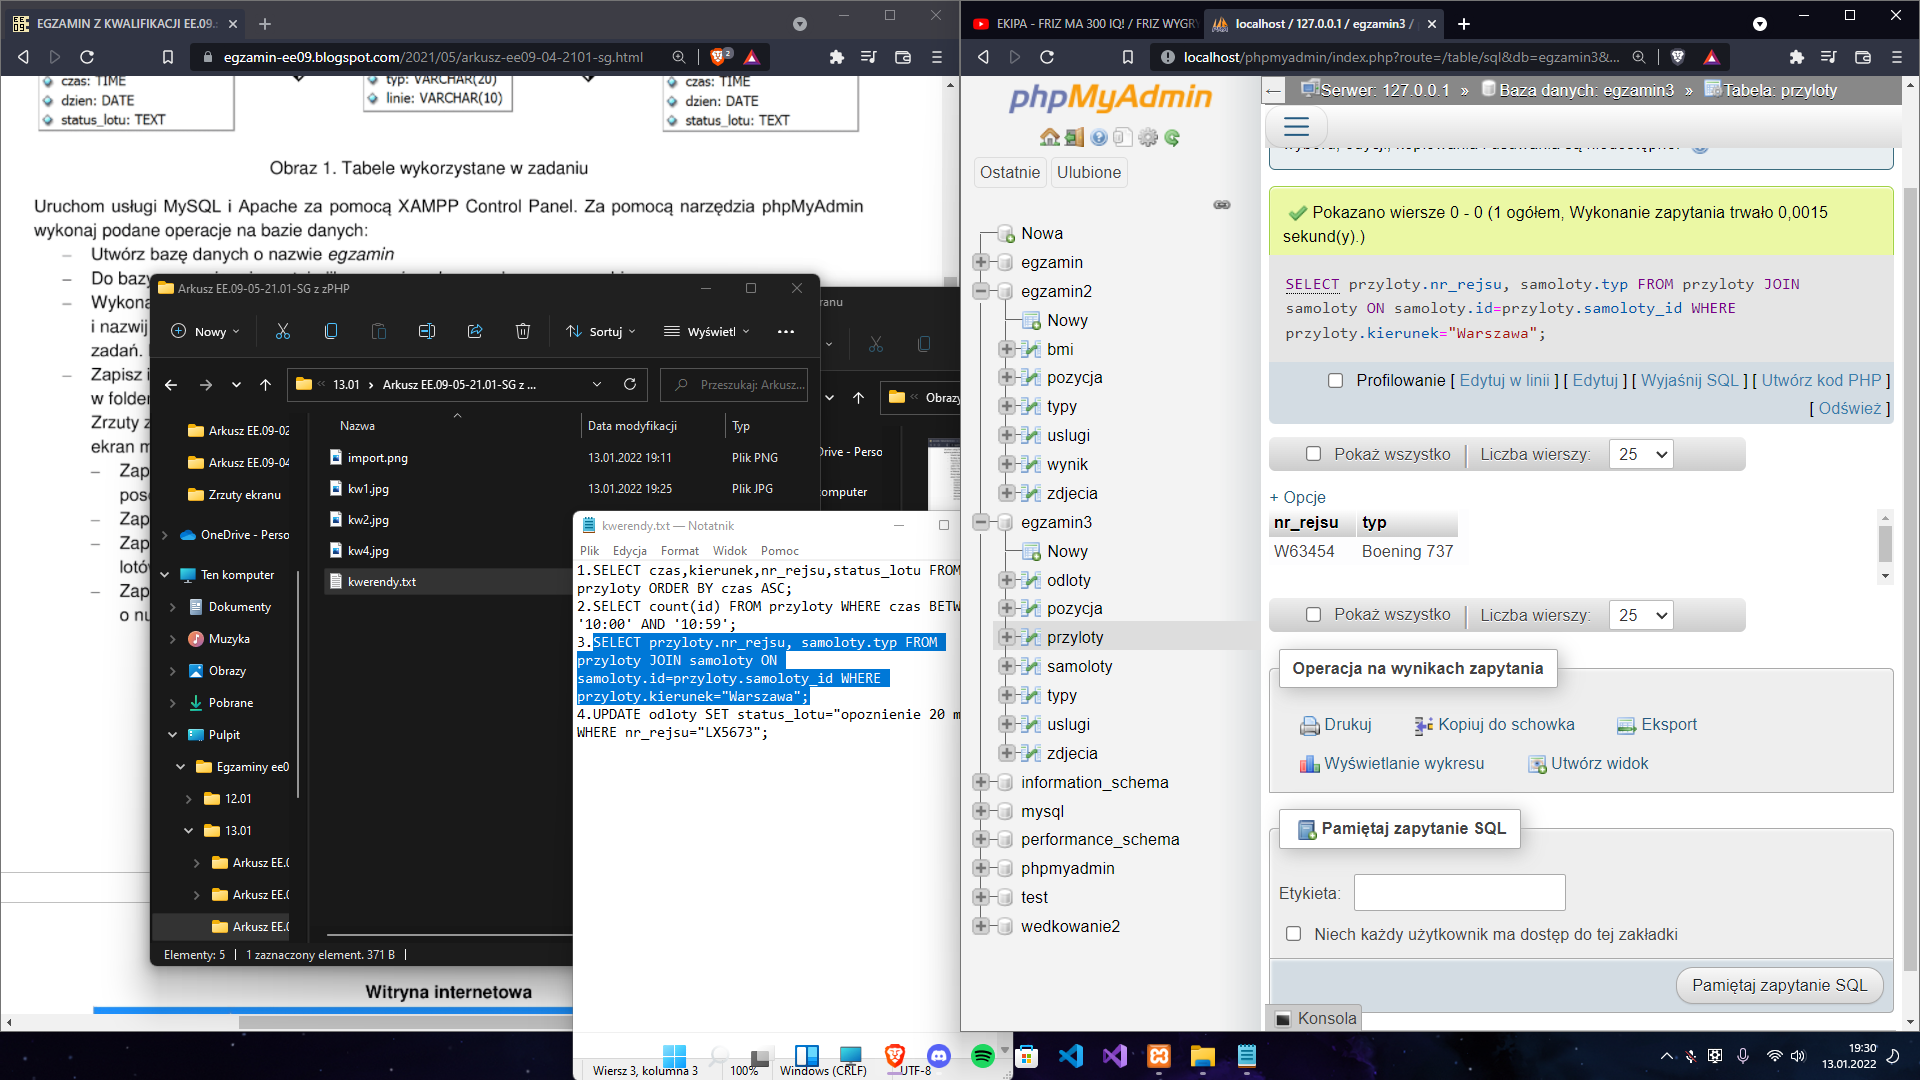 EGZAMIN Z KWALIFIKACJI EE.09.
egzamin-ee09.blogspot.com/2021/05/arkusz-ee09-04-2101-sg.html
2
czas: TIME
dzien: DATE
status_lotu: TEXT
typ: VARCHAR(20)
linie: VARCHAR(10)
czas: TIME
dzien: DATE
status_lotu: TEXT
Obraz 1. Tabele wykorzystane w zadaniu
Uruchom usługi MySQL i Apache za pomocą XAMPP Control Panel. Za pomocą narzędzia phpMyAdmin
wykonaj podane operacje na bazie danych:
– Utwórz bazę danych o nazwie egzamin
– Do bazy
– Wykona
i nazwij
zadań.
– Zapisz i
w folder
Zrzuty z
ekran m
– Zap
pos
– Zap
– Zap
lotów
– Zap
o nu
Witryna internetowa
Arkusz EE.09-05-21.01-SG z zPHP
Nowy
Sortuj
Wyświetl
13.01 › Arkusz EE.09-05-21.01-SG z ...
Przeszukaj: Arkusz...
Nazwa
Data modyfikacji
Typ
import.png 13.01.2022 19:11 Plik PNG
kw1.jpg 13.01.2022 19:25 Plik JPG
kw2.jpg
kw4.jpg
kwerendy.txt
Arkusz EE.09-02
Arkusz EE.09-04
Zrzuty ekranu
OneDrive - Perso
Ten komputer
Dokumenty
Muzyka
Obrazy
Pobrane
Pulpit
Egzaminy ee0
12.01
13.01
Arkusz EE.0
Arkusz EE.0
Arkusz EE.0
Elementy: 5 | 1 zaznaczony element. 371 B |
ranu
Obrazy
Drive - Perso
omputer
kwerendy.txt — Notatnik
Plik Edycja Format Widok Pomoc
1.SELECT czas,kierunek,nr_rejsu,status_lotu FROM
przyloty ORDER BY czas ASC;
2.SELECT count(id) FROM przyloty WHERE czas BETW
'10:00' AND '10:59';
3.SELECT przyloty.nr_rejsu, samoloty.typ FROM
przyloty JOIN samoloty ON
samoloty.id=przyloty.samoloty_id WHERE
przyloty.kierunek="Warszawa";
4.UPDATE odloty SET status_lotu="opoznienie 20 m
WHERE nr_rejsu="LX5673";
Wiersz 3, kolumna 3
100%
Windows (CRLF)
UTF-8
EKIPA - FRIZ MA 300 IQ! / FRIZ WYGRY
localhost / 127.0.0.1 / egzamin3 /
localhost/phpmyadmin/index.php?route=/table/sql&db=egzamin3&...
phpMyAdmin
Ostatnie
Ulubione
Nowa
egzamin
egzamin2
Nowy
bmi
pozycja
typy
uslugi
wynik
zdjecia
egzamin3
Nowy
odloty
pozycja
przyloty
samoloty
typy
uslugi
zdjecia
information_schema
mysql
performance_schema
phpmyadmin
test
wedkowanie2
Serwer: 127.0.0.1 » Baza danych: egzamin3 » Tabela: przyloty
Pokazano wiersze 0 - 0 (1 ogółem, Wykonanie zapytania trwało 0,0015
sekund(y).)
SELECT przyloty.nr_rejsu, samoloty.typ FROM przyloty JOIN
samoloty ON samoloty.id=przyloty.samoloty_id WHERE
przyloty.kierunek="Warszawa";
Profilowanie [ Edytuj w linii ] [ Edytuj ] [ Wyjaśnij SQL ] [ Utwórz kod PHP ]
[ Odśwież ]
Pokaż wszystko | Liczba wierszy: 25
+ Opcje
nr_rejsu typ
W63454 Boening 737
Pokaż wszystko | Liczba wierszy: 25
Operacja na wynikach zapytania
Drukuj
Kopiuj do schowka
Eksport
Wyświetlanie wykresu
Utwórz widok
Pamiętaj zapytanie SQL
Etykieta:
Niech każdy użytkownik ma dostęp do tej zakładki
Pamiętaj zapytanie SQL
Konsola
19:30
13.01.2022